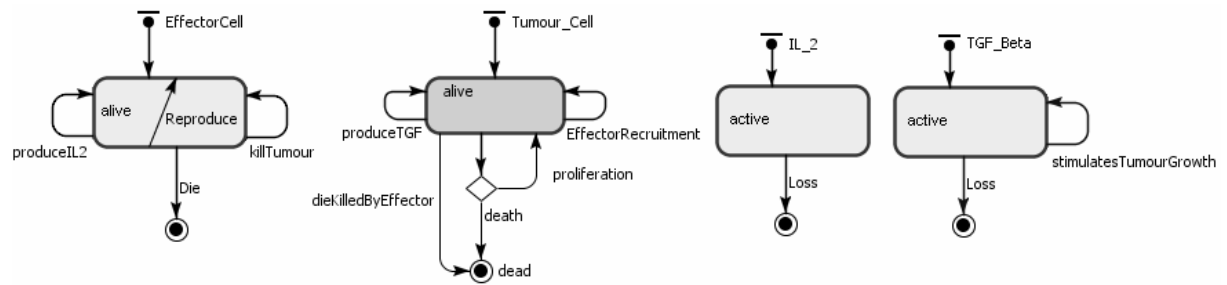 EffectorCell
alive
Reproduce
produceIL2
killTumour
Die
Tumour_Cell
alive
produceTGF
EffectorRecruitment
proliferation
dieKilledByEffector
death
dead
IL_2
active
Loss
TGF_Beta
active
stimulatesTumourGrowth
Loss